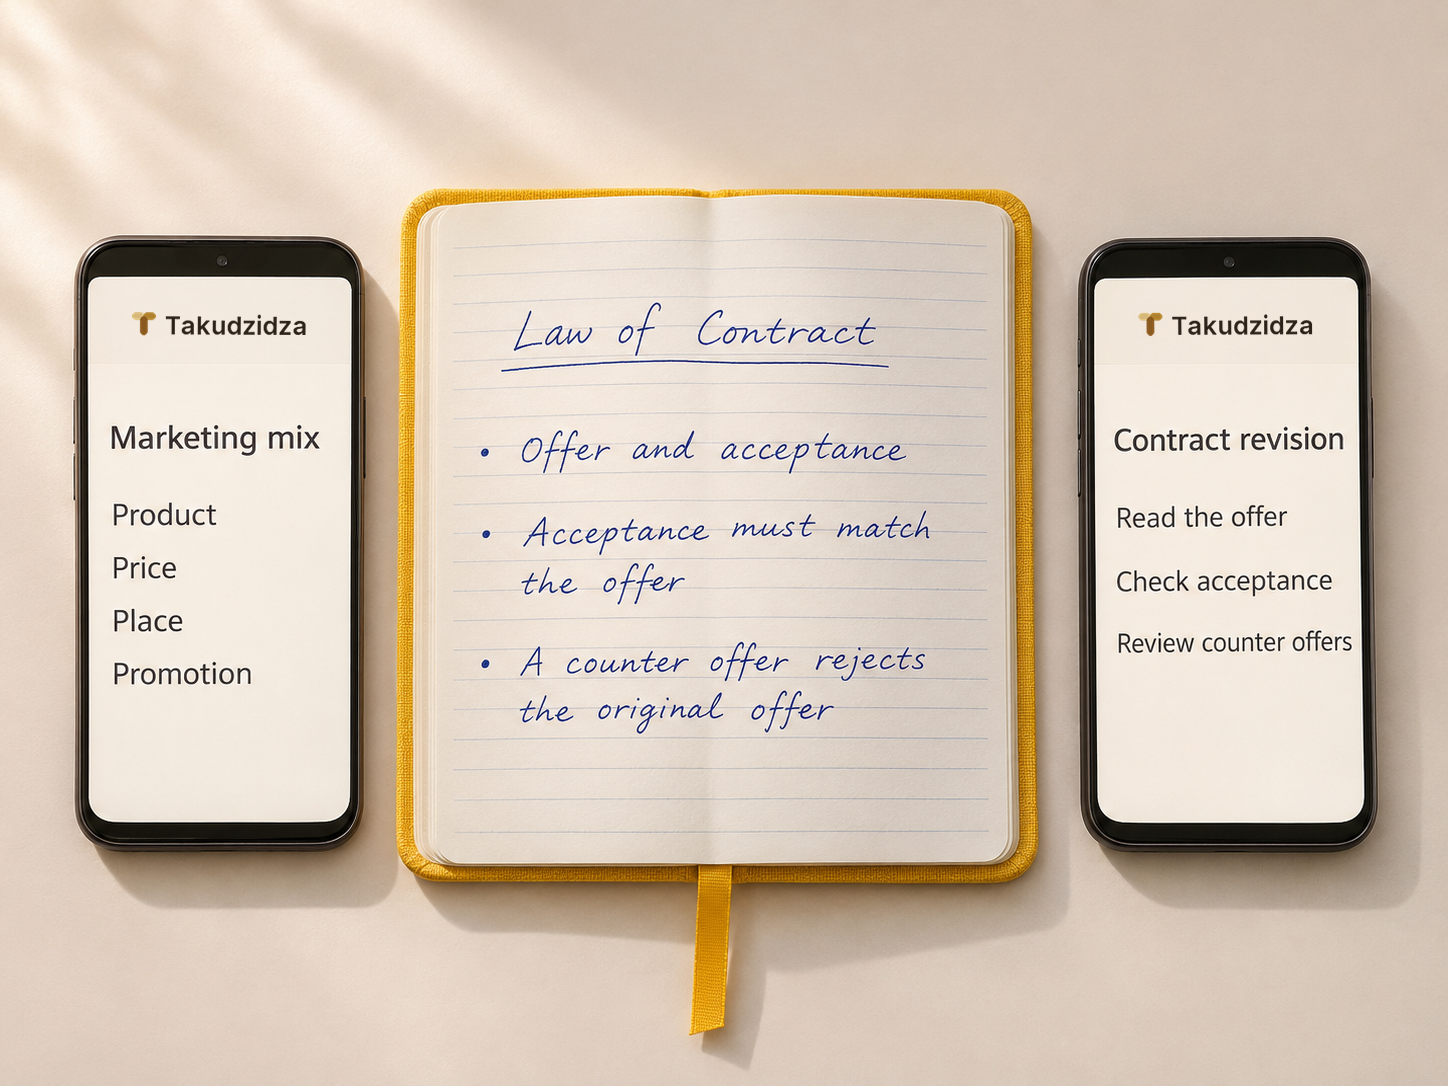 Takudzidza
Marketing mix
Product
Price
Place
Promotion
Law of Contract
• Offer and acceptance
• Acceptance must match
the offer
• A counter offer rejects
the original offer
Takudzidza
Contract revision
Read the offer
Check acceptance
Review counter offers